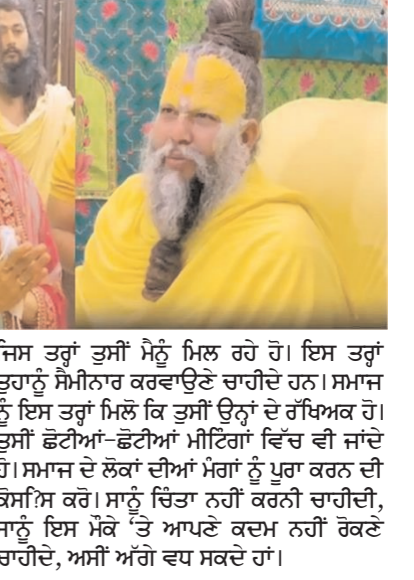 ਜਿਸ ਤਰ੍ਹਾਂ ਤੁਸੀਂ ਮੈਨੂੰ ਮਿਲ ਰਹੇ ਹੋ। ਇਸ ਤਰ੍ਹਾਂ
ਤੁਹਾਨੂੰ ਸੈਮੀਨਾਰ ਕਰਵਾਉਣੇ ਚਾਹੀਦੇ ਹਨ। ਸਮਾਜ
ਨੂੰ ਇਸ ਤਰ੍ਹਾਂ ਮਿਲੋ ਕਿ ਤੁਸੀਂ ਉਨ੍ਹਾਂ ਦੇ ਰੱਖਿਅਕ ਹੋ।
ਤੁਸੀਂ ਛੋਟੀਆਂ-ਛੋਟੀਆਂ ਮੀਟਿੰਗਾਂ ਵਿੱਚ ਵੀ ਜਾਂਦੇ
ਹੋ। ਸਮਾਜ ਦੇ ਲੋਕਾਂ ਦੀਆਂ ਮੰਗਾਂ ਨੂੰ ਪੂਰਾ ਕਰਨ ਦੀ
ਕੋਸ?ਿਸ ਕਰੋ। ਸਾਨੂੰ ਚਿੰਤਾ ਨਹੀਂ ਕਰਨੀ ਚਾਹੀਦੀ,
ਸਾਨੂੰ ਇਸ ਮੌਕੇ ‘ਤੇ ਆਪਣੇ ਕਦਮ ਨਹੀਂ ਰੋਕਣੇ
ਚਾਹੀਦੇ, ਅਸੀਂ ਅੱਗੇ ਵਧ ਸਕਦੇ ਹਾਂ।